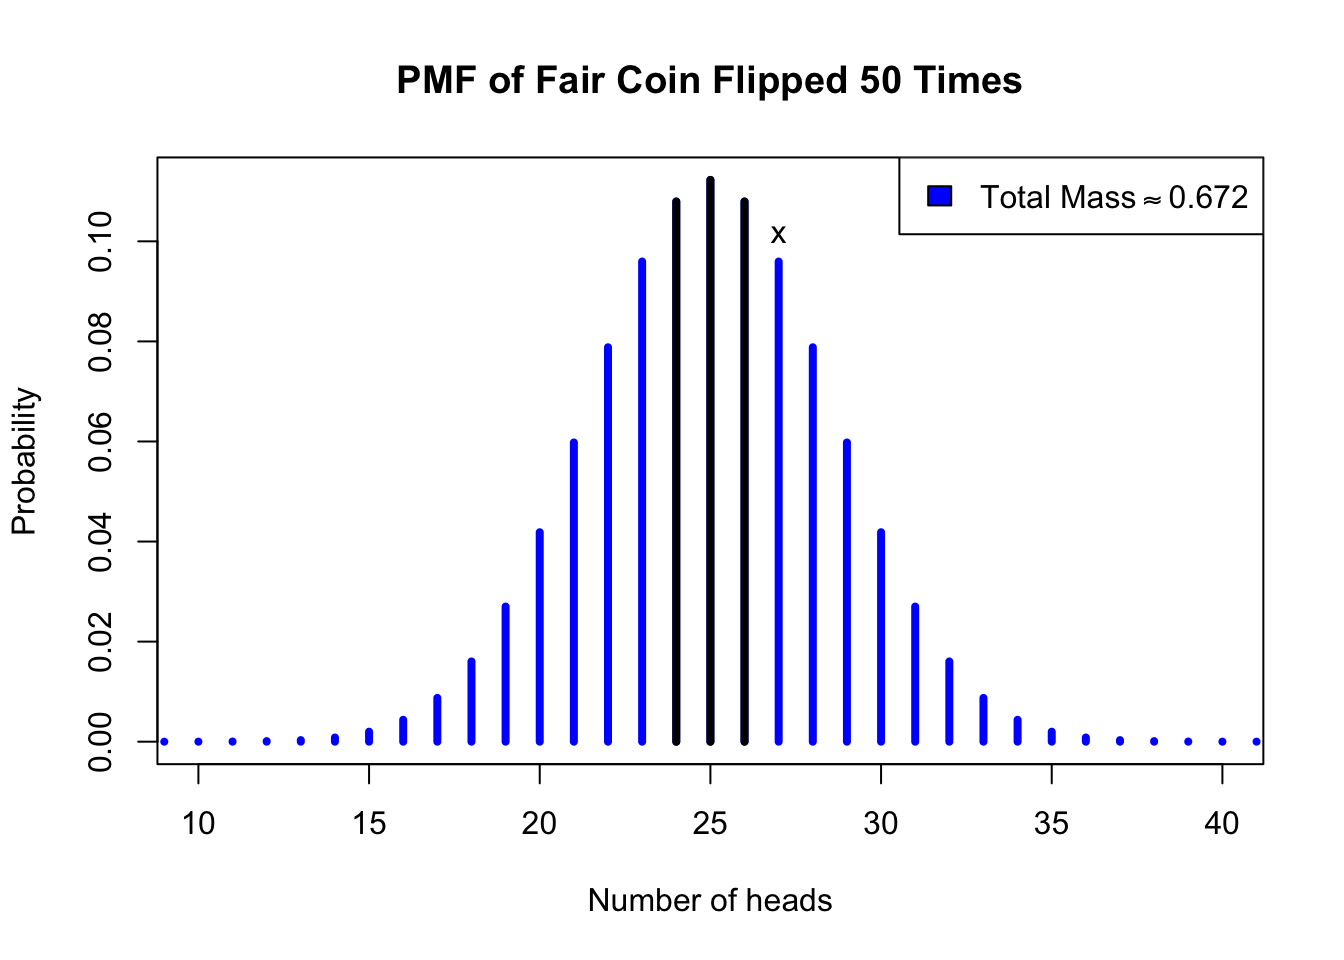 PMF of Fair Coin Flipped 50 Times
Total Mass ≈ 0.672
x
Probability
0.10
0.08
0.06
0.04
0.02
0.00
10 15 20 25 30 35 40
Number of heads